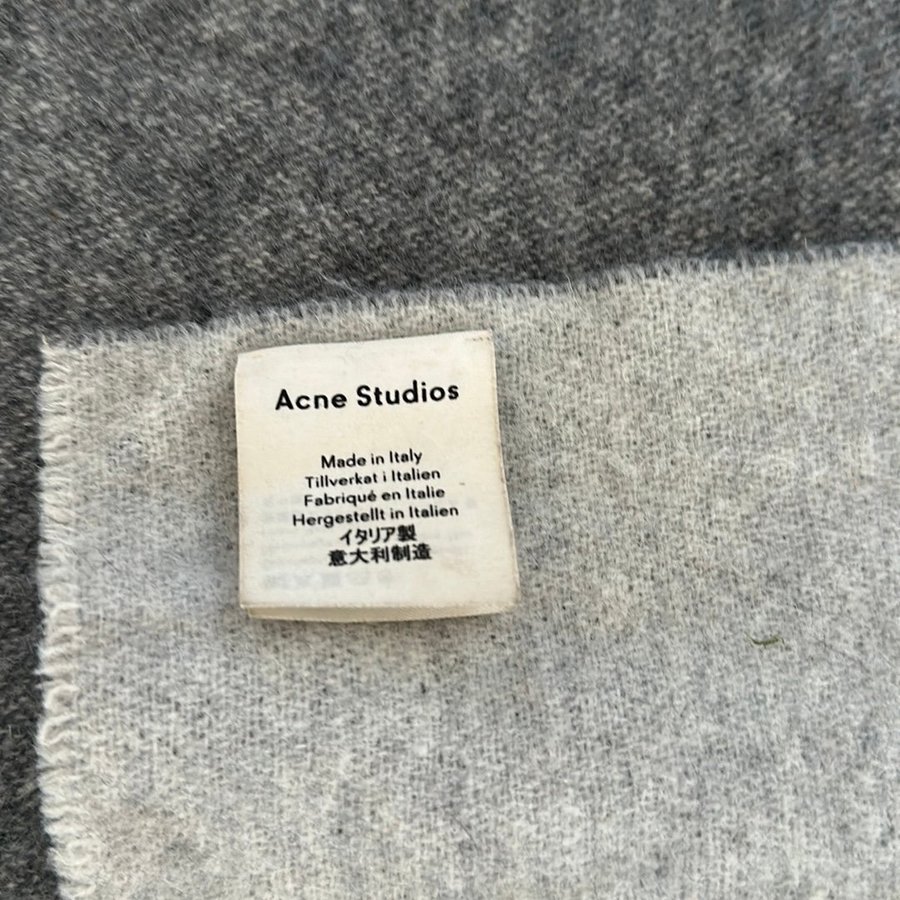 Acne Studios
Made in Italy
Tillverkat i Italien
Fabriqué en Italie
Hergestellt in Italien
イタリア製
意大利制造